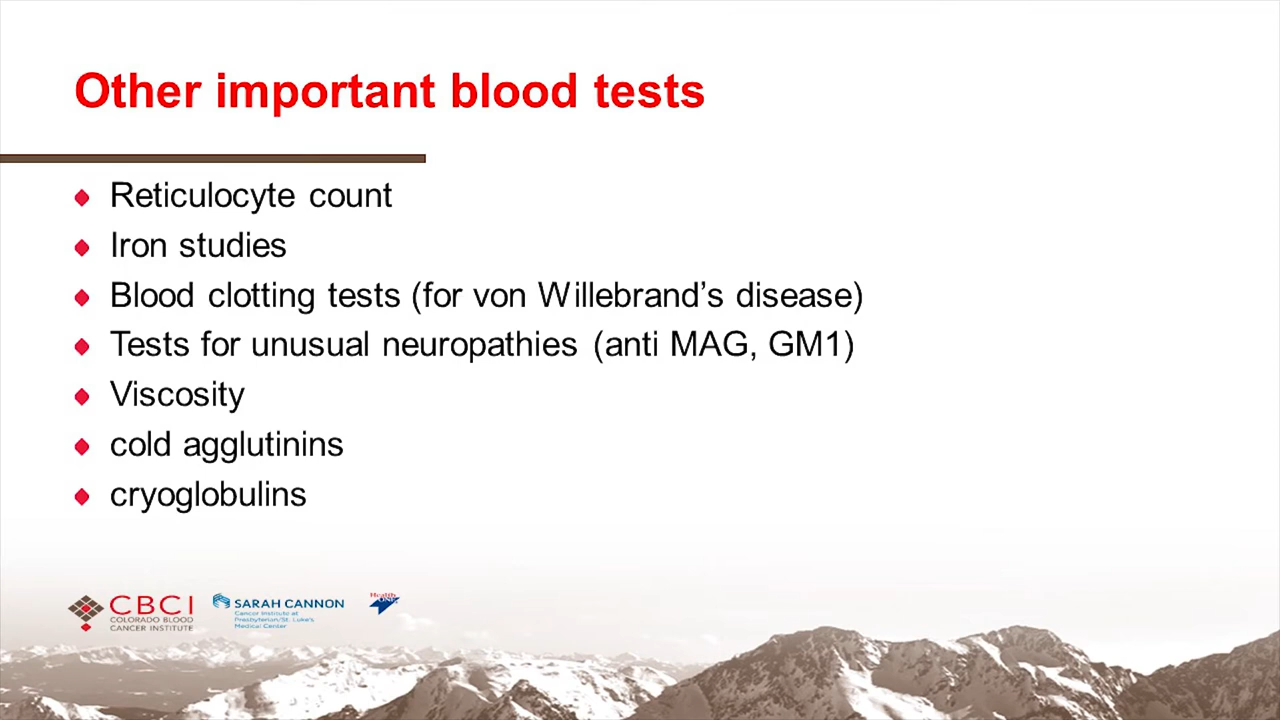 Other important blood tests
Reticulocyte count
Iron studies
Blood clotting tests (for von Willebrand’s disease)
Tests for unusual neuropathies (anti MAG, GM1)
Viscosity
cold agglutinins
cryoglobulins
CBCI
COLORADO BLOOD
CANCER INSTITUTE
SARAH CANNON
Cancer Institute at
Presbyterian/St. Luke's
Medical Center
Health
ONE